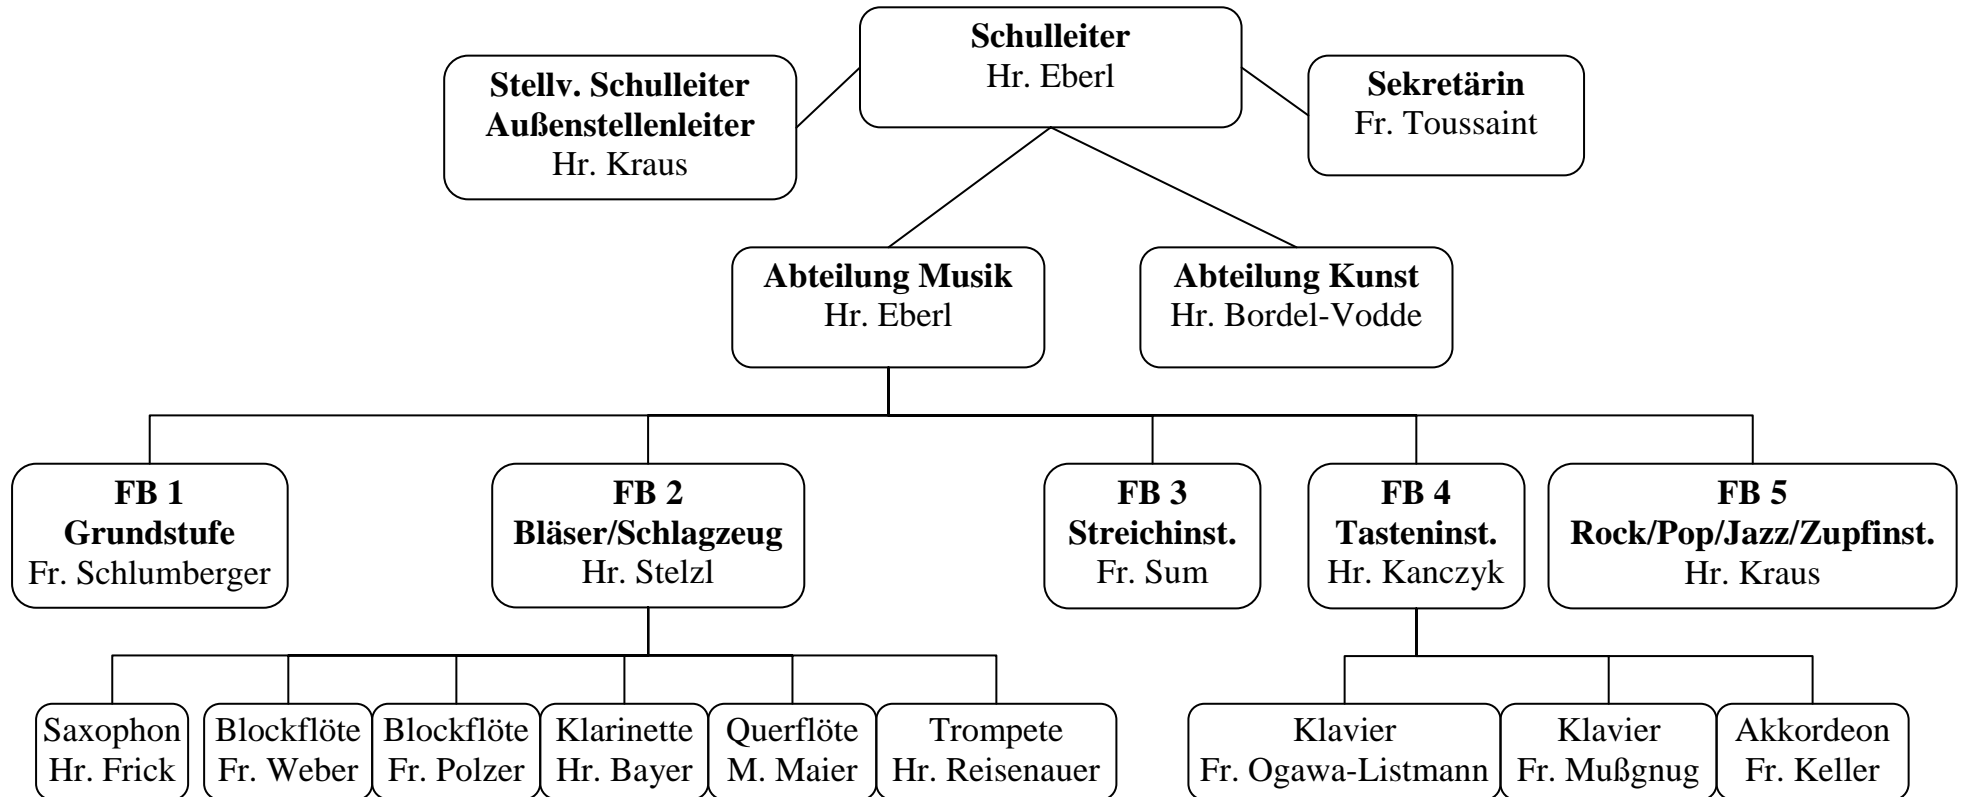 Schulleiter
Hr. Eberl
Stellv. Schulleiter
Außenstellenleiter
Hr. Kraus
Sekretärin
Fr. Toussaint
Abteilung Musik
Hr. Eberl
Abteilung Kunst
Hr. Bordel-Vodde
FB 1
Grundstufe
Fr. Schlumberger
FB 2
Bläser/Schlagzeug
Hr. Stelzl
FB 3
Streichinst.
Fr. Sum
FB 4
Tasteninst.
Hr. Kanczyk
FB 5
Rock/Pop/Jazz/Zupfinst.
Hr. Kraus
Saxophon
Hr. Frick
Blockflöte
Fr. Weber
Blockflöte
Fr. Polzer
Klarinette
Hr. Bayer
Querflöte
M. Maier
Trompete
Hr. Reisenauer
Klavier
Fr. Ogawa-Listmann
Klavier
Fr. Mußgnug
Akkordeon
Fr. Keller